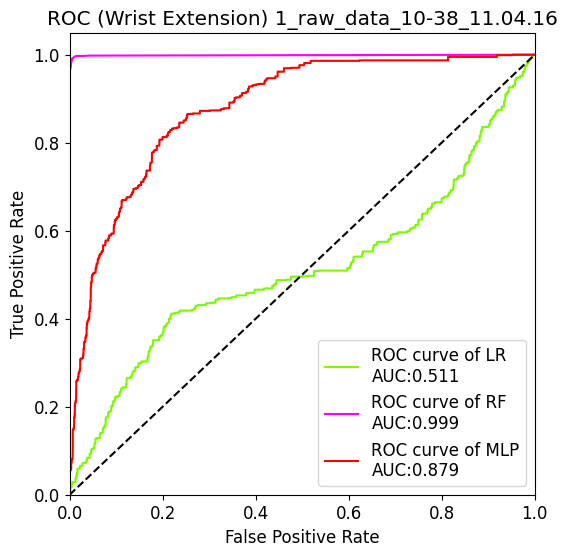 ROC (Wrist Extension) 1_raw_data_10-38_11.04.16
1.0
0.8
0.6
0.4
0.2
0.0
True Positive Rate
ROC curve of LR
AUC:0.511
ROC curve of RF
AUC:0.999
ROC curve of MLP
AUC:0.879
0.0 0.2 0.4 0.6 0.8 1.0
False Positive Rate